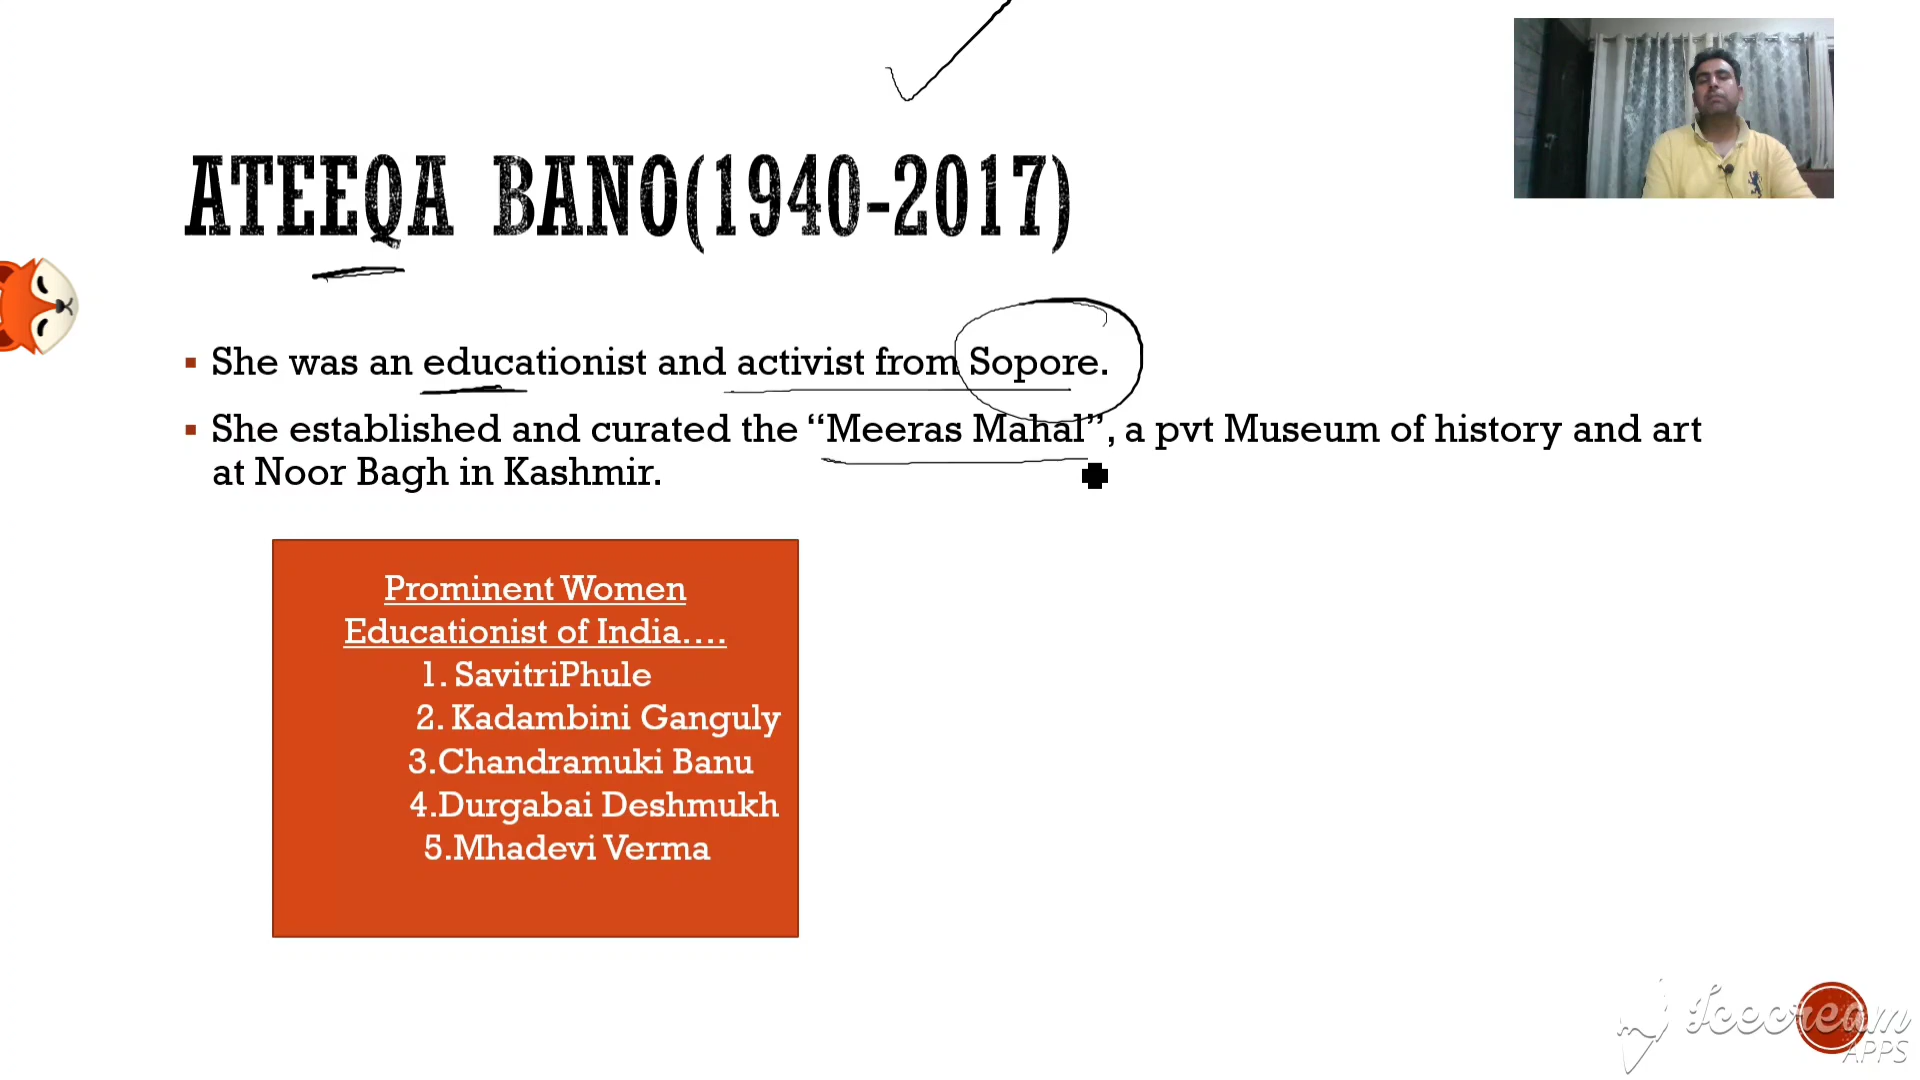 ATEEQA BANO(1940-2017)
She was an educationist and activist from Sopore.
She established and curated the “Meeras Mahal”, a pvt Museum of history and art
at Noor Bagh in Kashmir.
Prominent Women
Educationist of India....
1. SavitriPhule
2. Kadambini Ganguly
3.Chandramuki Banu
4.Durgabai Deshmukh
5.Mhadevi Verma
Icecream
APPS